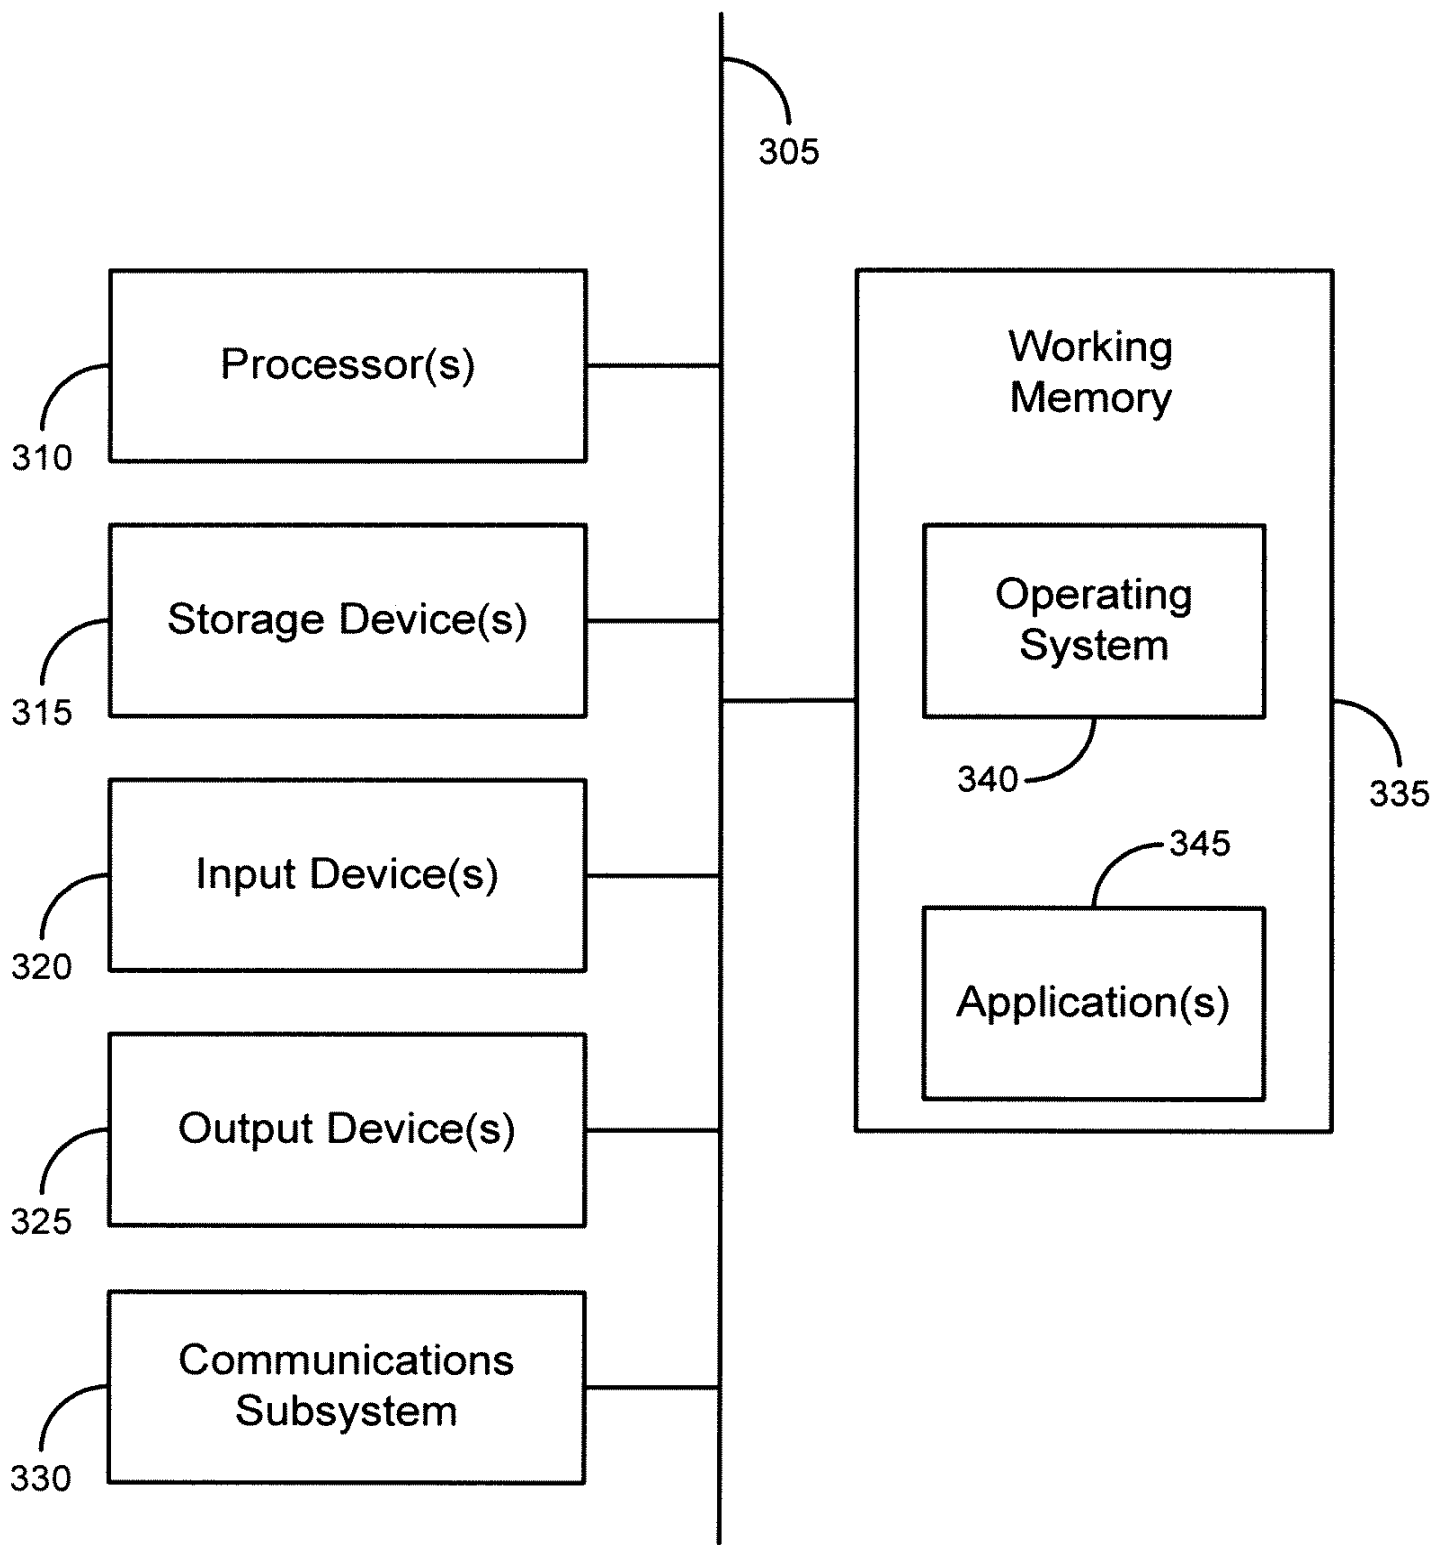 305
Processor(s)
310
Storage Device(s)
315
Input Device(s)
320
Output Device(s)
325
Communications
Subsystem
330
Working
Memory
Operating
System
340
335
345
Application(s)